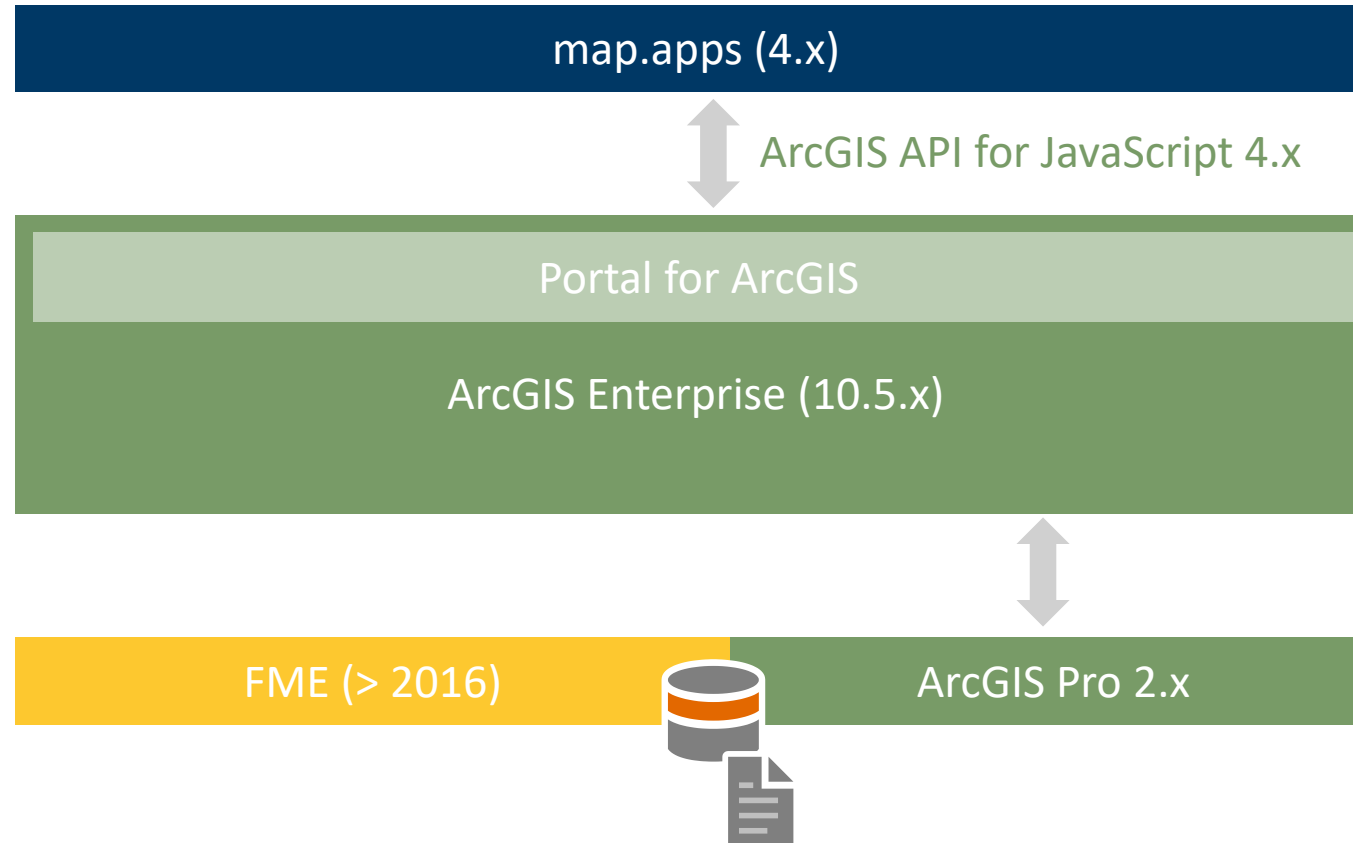 map.apps (4.x)
ArcGIS API for JavaScript 4.x
Portal for ArcGIS
ArcGIS Enterprise (10.5.x)
FME (> 2016)
ArcGIS Pro 2.x